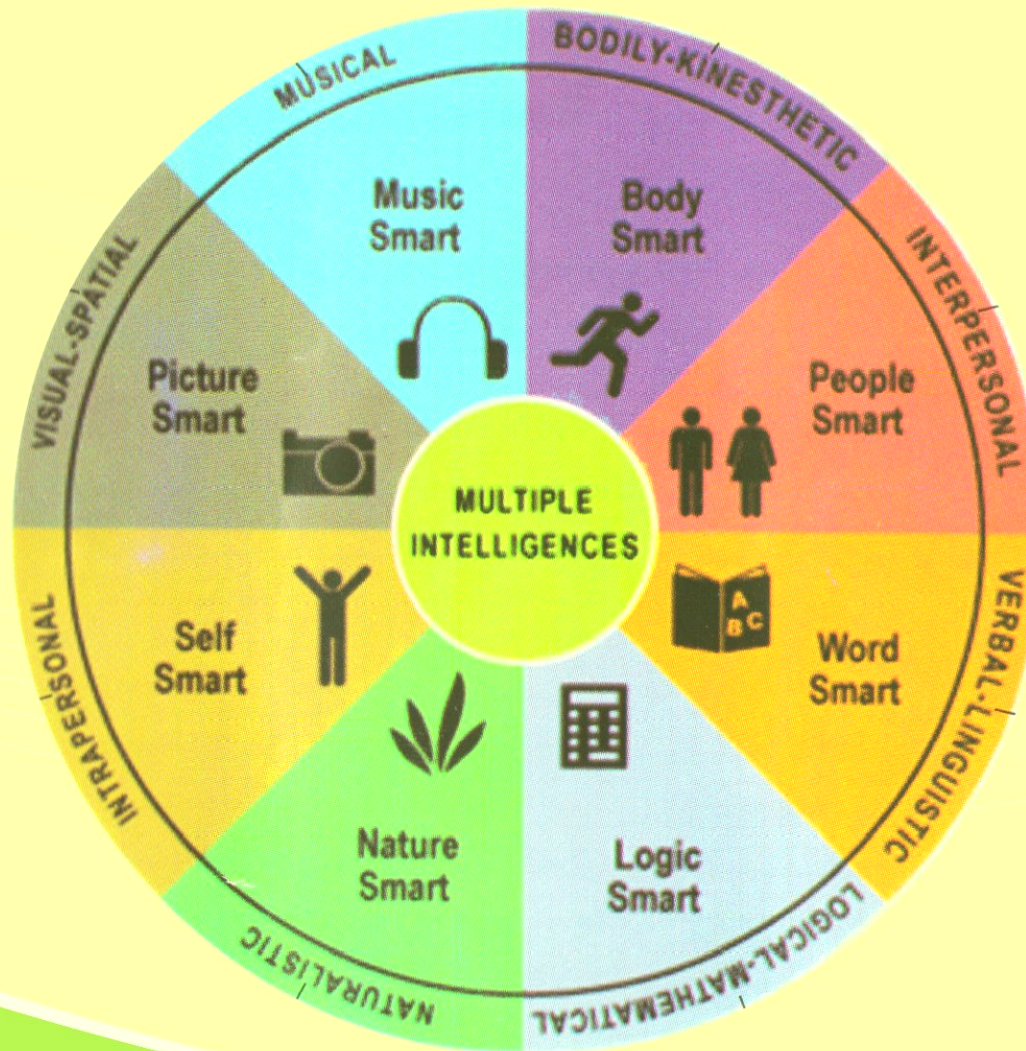 MULTIPLE
INTELLIGENCES
MUSICAL
Music
Smart
BODILY-KINESTHETIC
Body
Smart
INTERPERSONAL
People
Smart
VERBAL-LINGUISTIC
A
B C
Word
Smart
LOGICAL-MATHEMATICAL
Logic
Smart
NATURALISTIC
Nature
Smart
INTRAPERSONAL
Self
Smart
VISUAL-SPATIAL
Picture
Smart